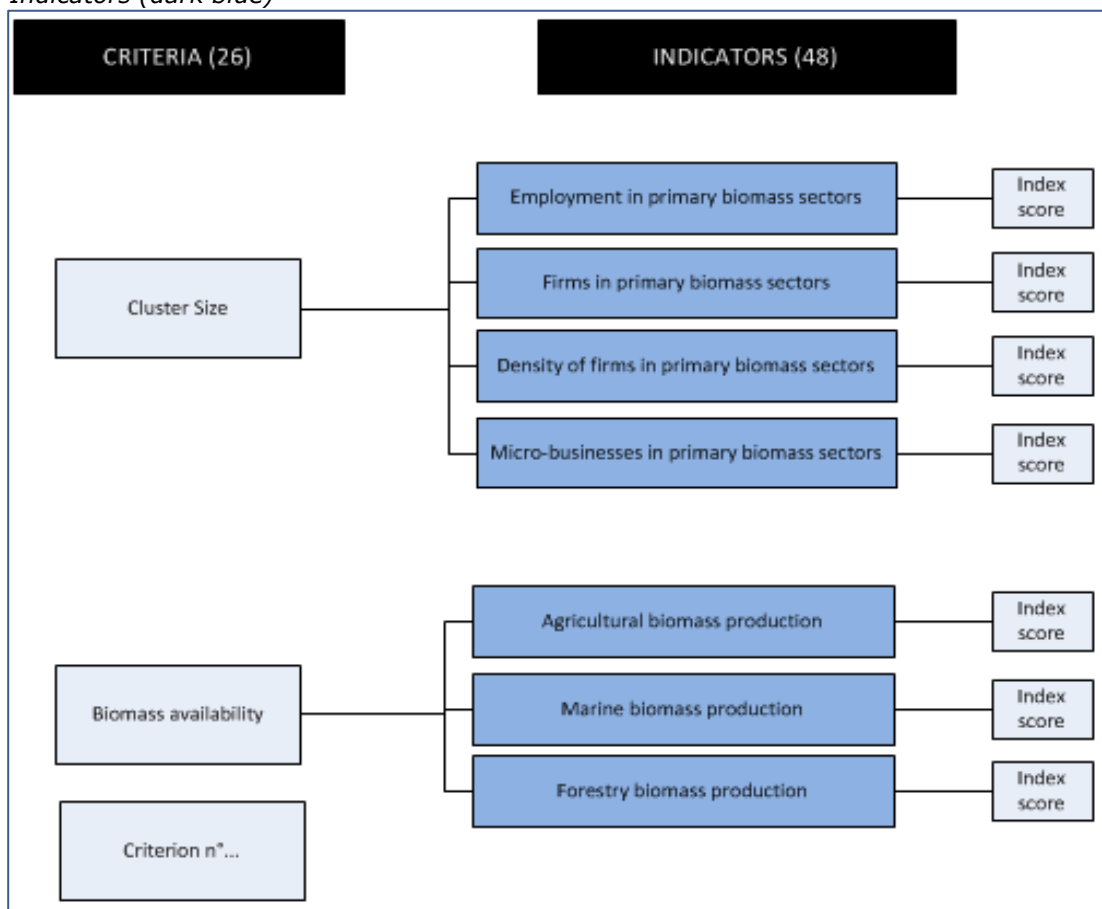 Indicators (dark blue)
CRITERIA (26)
INDICATORS (48)
Employment in primary biomass sectors
Index
score
Cluster Size
Firms in primary biomass sectors
Index
score
Density of firms in primary biomass sectors
Index
score
Micro-businesses in primary biomass sectors
Index
score
Biomass availability
Agricultural biomass production
Index
score
Marine biomass production
Index
score
Forestry biomass production
Index
score
Criterion n°...